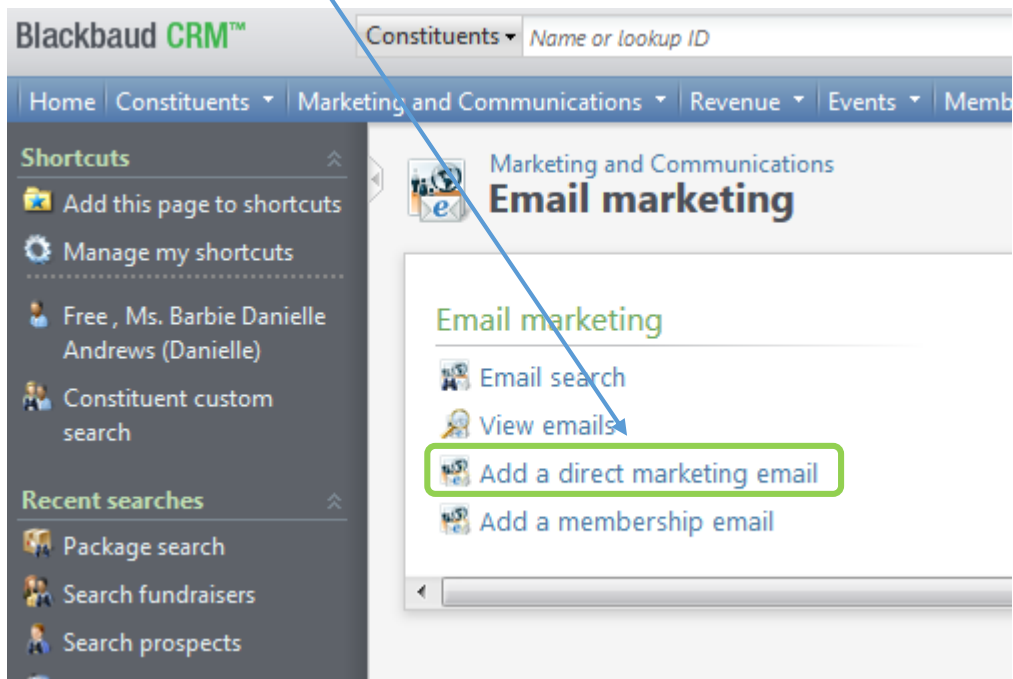 Blackbaud CRM™
Constituents Name or lookup ID
Home Constituents Marketing and Communications Revenue Events Memb
Shortcuts
Add this page to shortcuts
Manage my shortcuts
Free , Ms. Barbie Danielle
Andrews (Danielle)
Constituent custom
search
Recent searches
Package search
Search fundraisers
Search prospects
Marketing and Communications
Email marketing
Email marketing
Email search
View emails
Add a direct marketing email
Add a membership email